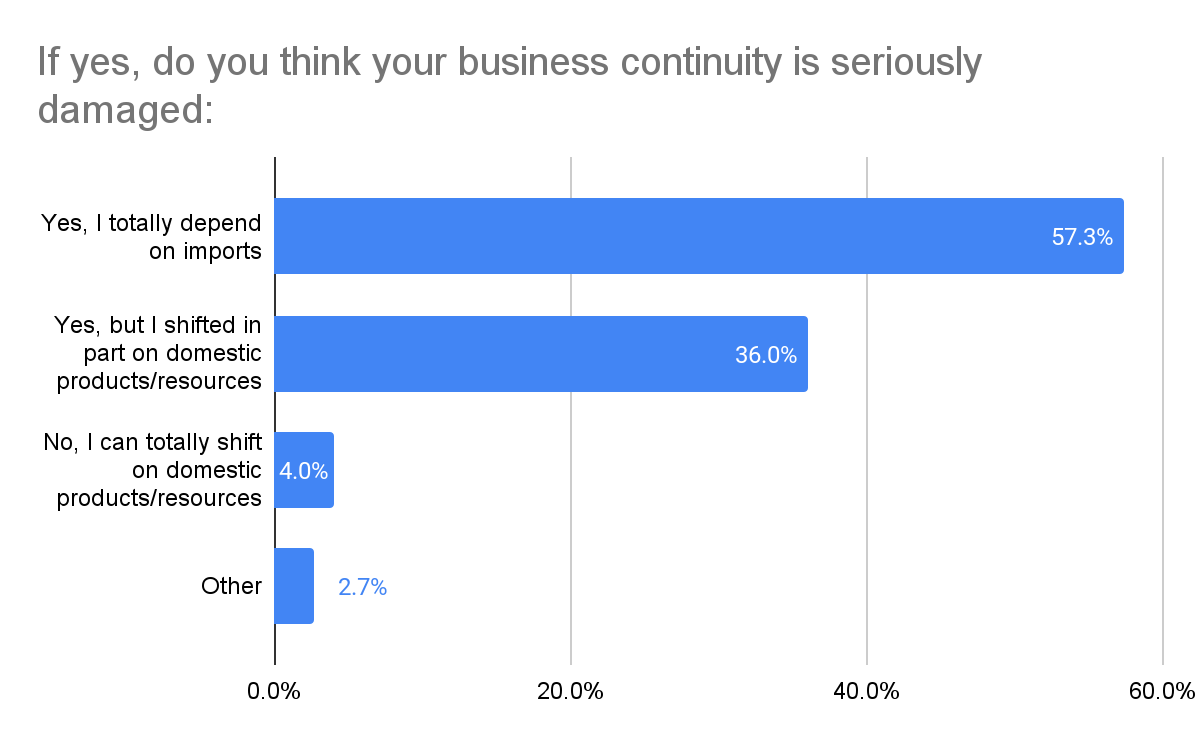 If yes, do you think your business continuity is seriously
damaged:
Yes, I totally depend
on imports
57.3%
Yes, but I shifted in
part on domestic
products/resources
36.0%
No, I can totally shift
on domestic
products/resources
4.0%
Other
2.7%
0.0%
20.0%
40.0%
60.0%